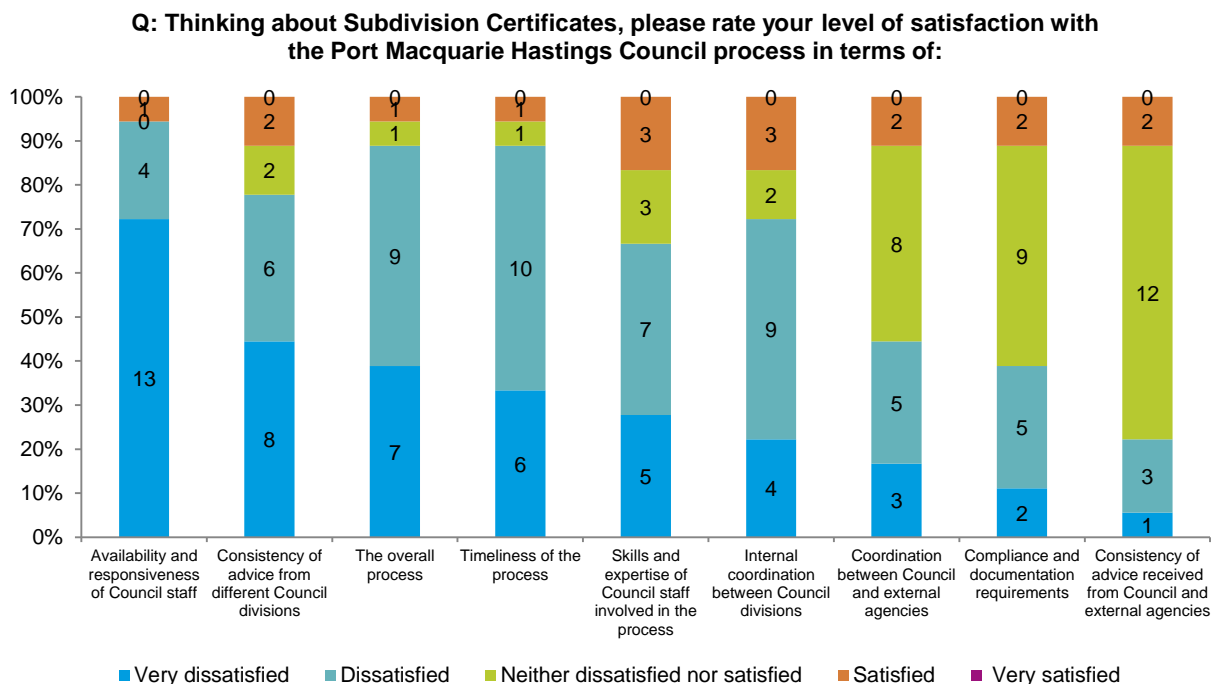 Q: Thinking about Subdivision Certificates, please rate your level of satisfaction with
the Port Macquarie Hastings Council process in terms of:
100%
90%
80%
70%
60%
50%
40%
30%
20%
10%
0%
0
1
0
4
13
0
2
2
6
8
0
1
1
9
7
0
1
1
10
6
0
3
3
7
5
0
3
2
9
4
0
2
8
5
3
0
2
9
5
2
0
2
12
3
1
Availability and
responsiveness
of Council staff
Consistency of
advice from
different Council
divisions
The overall
process
Timeliness of the
process
Skills and
expertise of
Council staff
involved in the
process
Internal
coordination
between Council
divisions
Coordination
between Council
and external
agencies
Compliance and
documentation
requirements
Consistency of
advice received
from Council and
external agencies
Very dissatisfied
Dissatisfied
Neither dissatisfied nor satisfied
Satisfied
Very satisfied